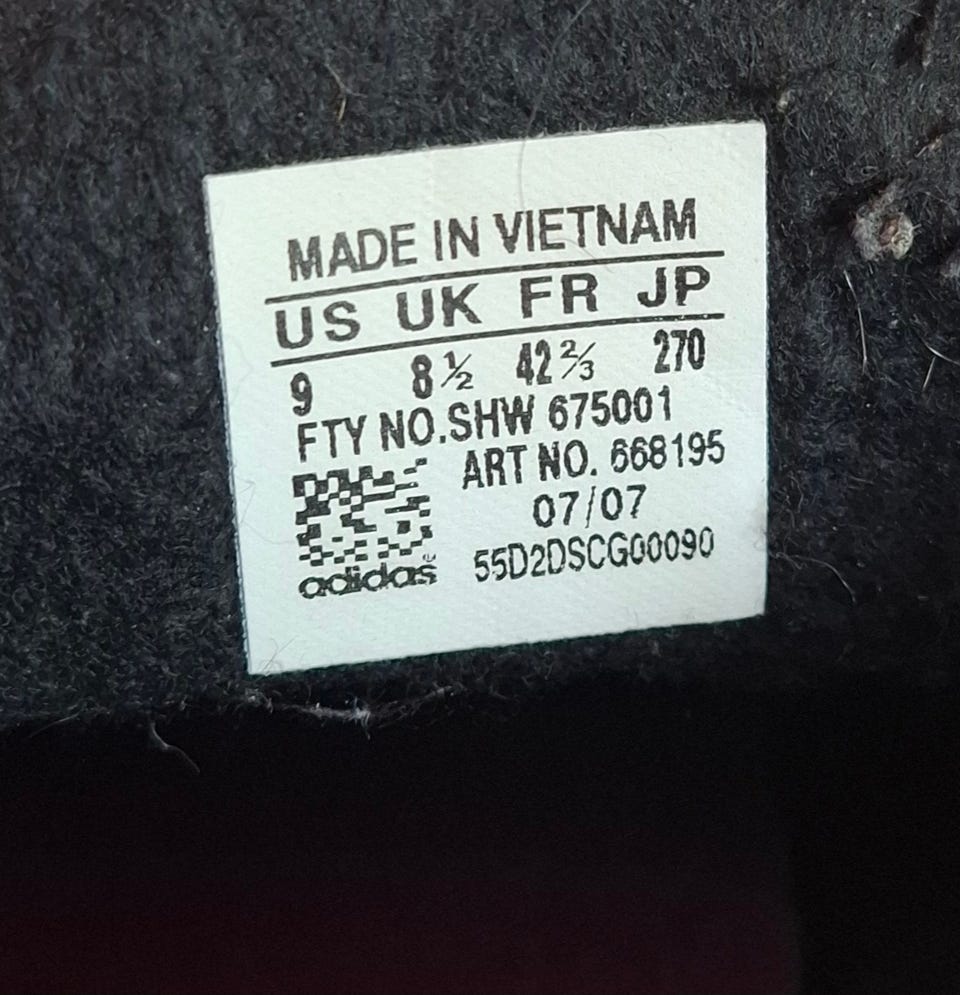 MADE IN VIETNAM
US UK FR JP
9 8½ 42⅔ 270
FTY NO.SHW 675001
ART NO. 668195
07/07
adidas 55D2DSCG00090